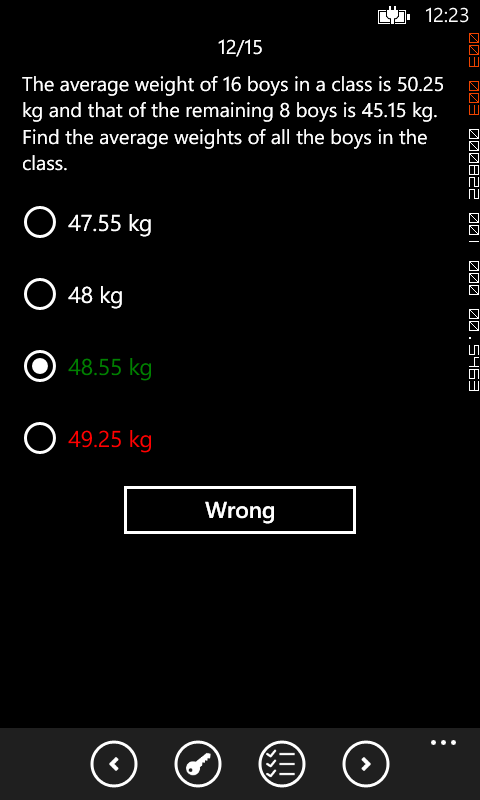 12:23
12/15
The average weight of 16 boys in a class is 50.25
kg and that of the remaining 8 boys is 45.15 kg.
Find the average weights of all the boys in the
class.
47.55 kg
48 kg
48.55 kg
49.25 kg
Wrong